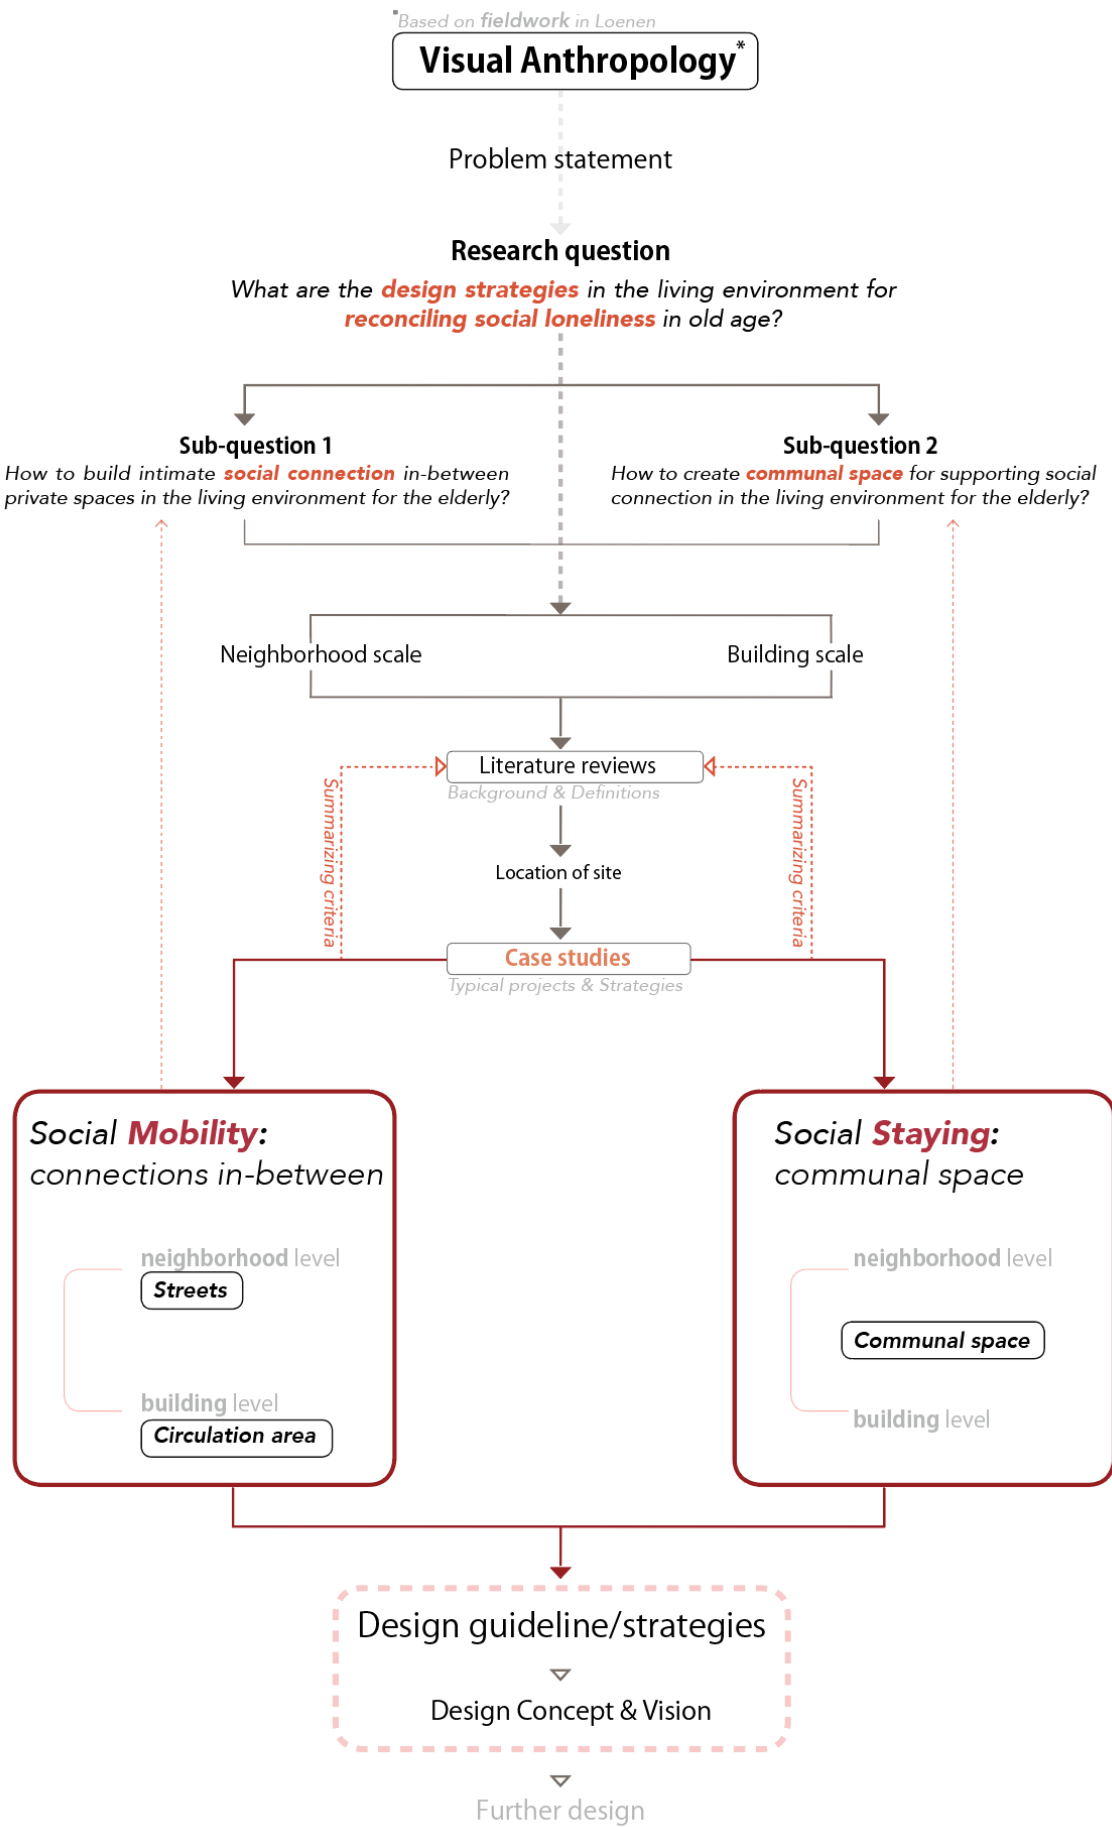 *Based on fieldwork in Loenen
Visual Anthropology*
Problem statement
Research question
What are the design strategies in the living environment for
reconciling social loneliness in old age?
Sub-question 1
How to build intimate social connection in-between
private spaces in the living environment for the elderly?
Sub-question 2
How to create communal space for supporting social
connection in the living environment for the elderly?
Neighborhood scale
Building scale
Literature reviews
Background & Definitions
Summarizing criteria
Summarizing criteria
Location of site
Case studies
Typical projects & Strategies
Social Mobility:
connections in-between
neighborhood level
Streets
building level
Circulation area
Social Staying:
communal space
neighborhood level
Communal space
building level
Design guideline/strategies
Design Concept & Vision
Further design